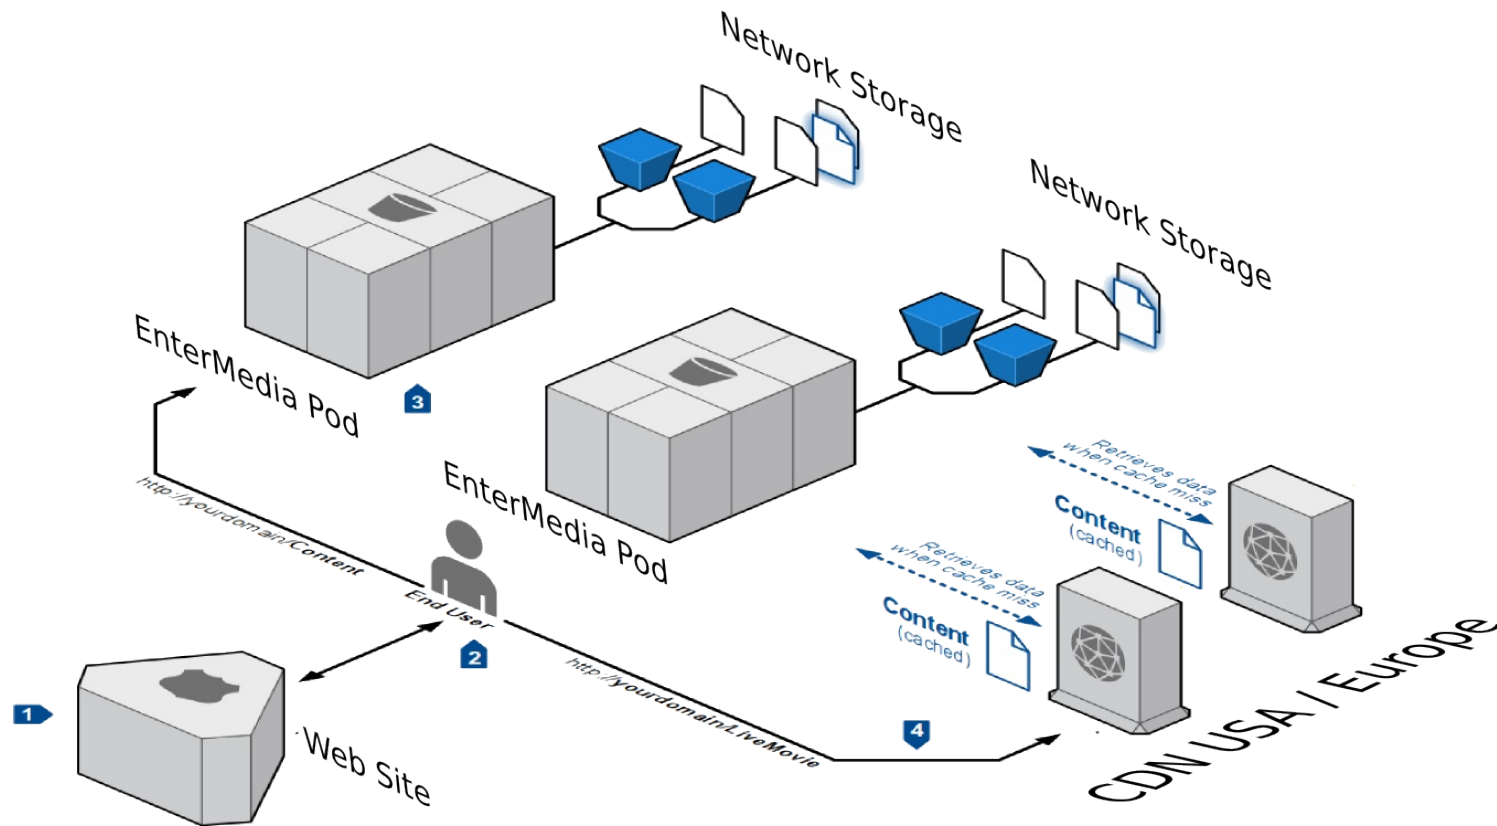 Network Storage
Network Storage
EnterMedia Pod
3
EnterMedia Pod
Retrieves data
when cache miss
Content
(cached)
http://yourdomain/Content
Retrieves data
when cache miss
Content
(cached)
End User
2
http://yourdomain/LiveMovie
4
1
Web Site
CDN USA / Europe